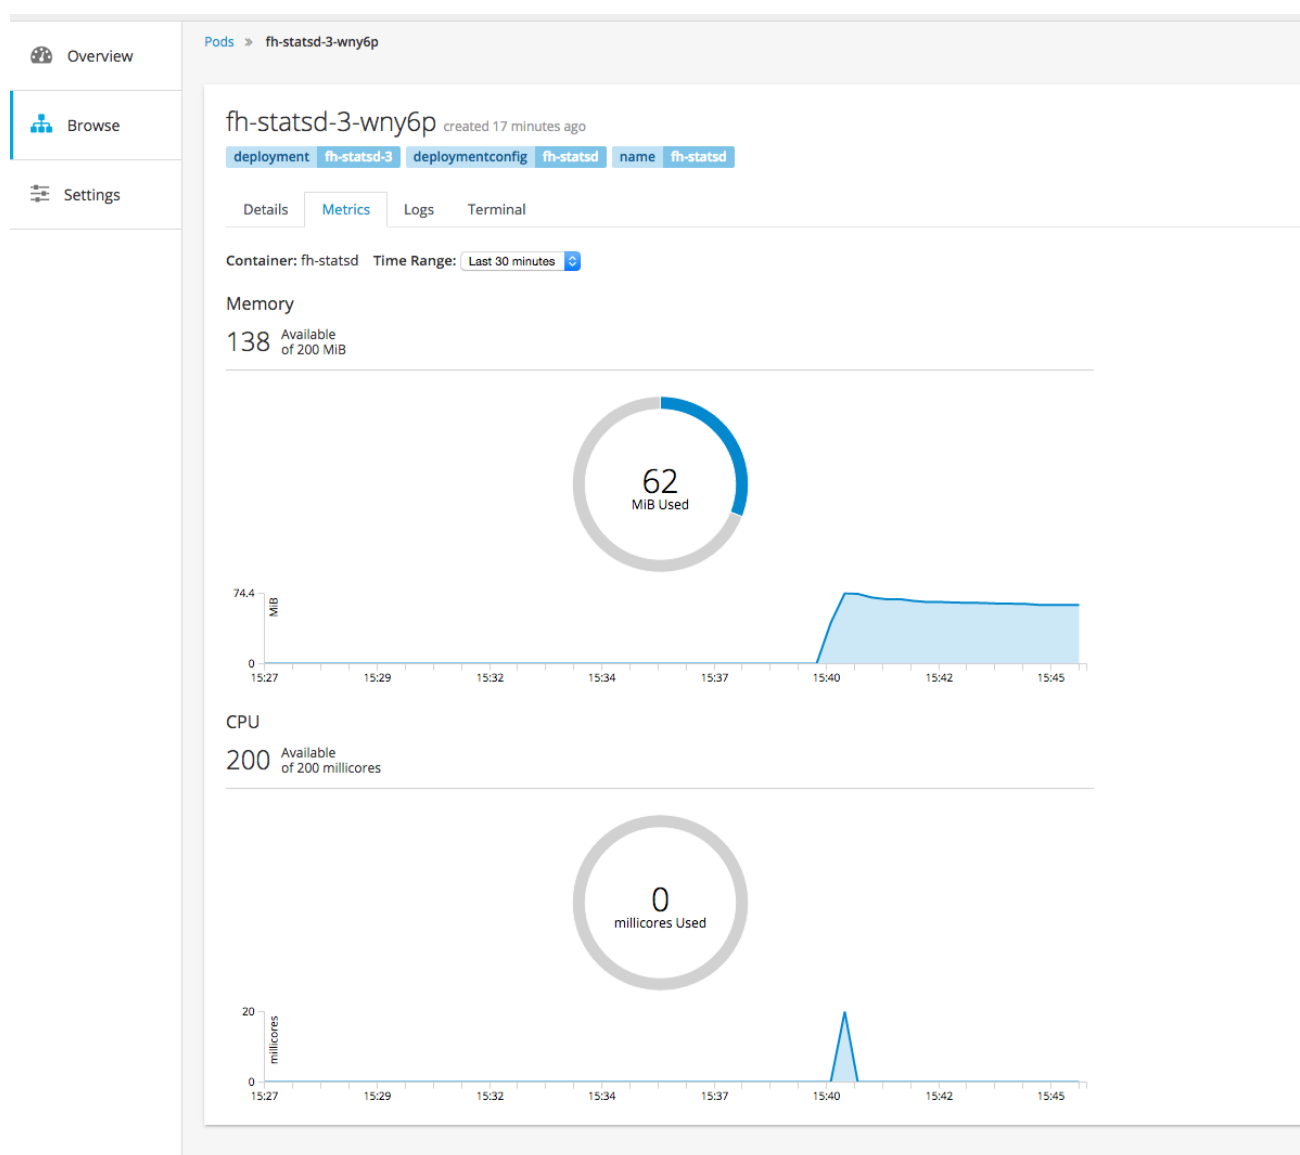 Overview
Browse
Settings
Pods » fh-statsd-3-wny6p
fh-statsd-3-wny6p created 17 minutes ago
deployment fh-statsd-3 deploymentconfig fh-statsd name fh-statsd
Details Metrics Logs Terminal
Container: fh-statsd Time Range: Last 30 minutes
Memory
138 Available
of 200 MiB
62
MiB Used
74.4
MiB
0
15:27 15:29 15:32 15:34 15:37 15:40 15:42 15:45
CPU
200 Available
of 200 millicores
0
millicores Used
20
millicores
0
15:27 15:29 15:32 15:34 15:37 15:40 15:42 15:45